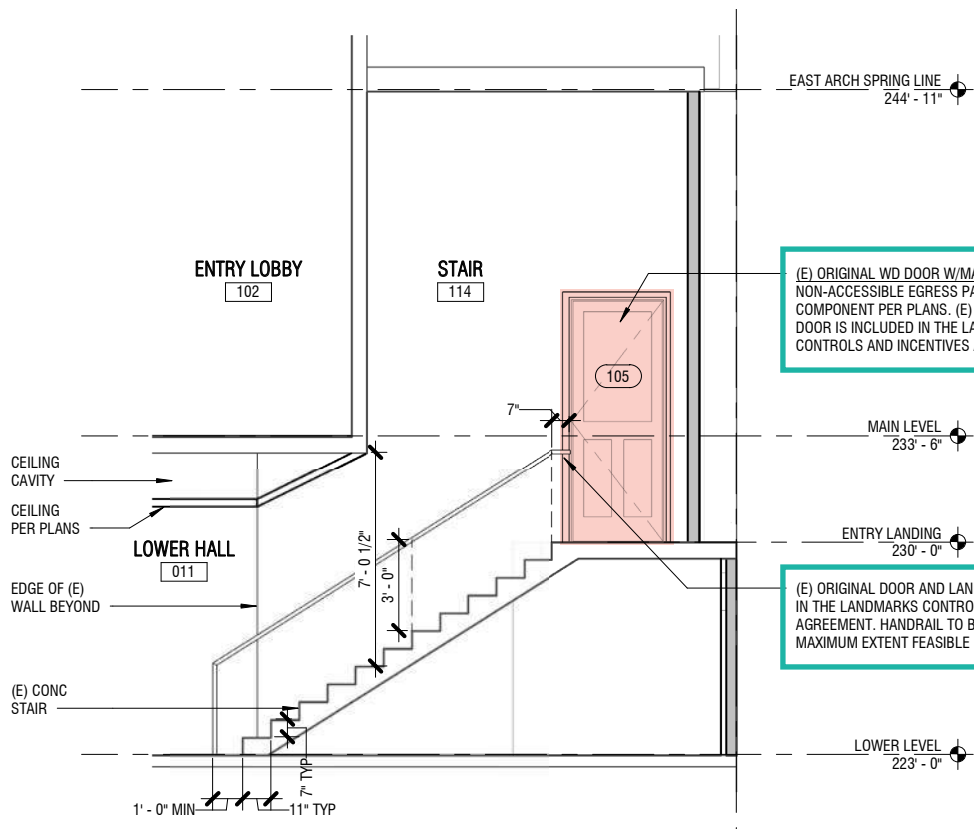 EAST ARCH SPRING LINE
244' - 11"
ENTRY LOBBY
102
STAIR
114
(E) ORIGINAL WD DOOR W/
NON-ACCESSIBLE EGRESS
COMPONENT PER PLANS. (E)
DOOR IS INCLUDED IN THE
CONTROLS AND INCENTIVES
105
7"
MAIN LEVEL
233' - 6"
CEILING
CAVITY
CEILING
PER PLANS
LOWER HALL
011
7' - 0 1/2"
3' - 0"
ENTRY LANDING
230' - 0"
EDGE OF (E)
WALL BEYOND
(E) ORIGINAL DOOR AND
IN THE LANDMARKS
AGREEMENT. HANDRAIL TO
MAXIMUM EXTENT FEASIBLE
(E) CONC
STAIR
LOWER LEVEL
223' - 0"
7" TYP
1' - 0" MIN
11" TYP